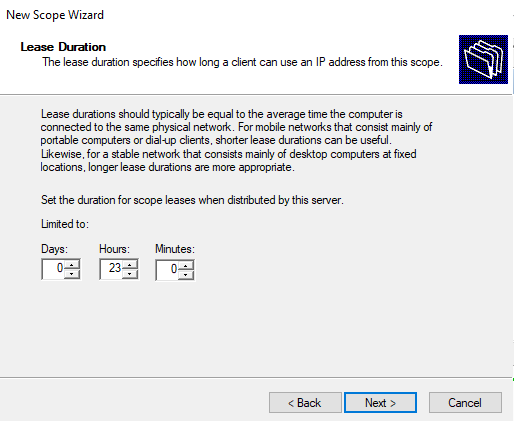 New Scope Wizard
Lease Duration
The lease duration specifies how long a client can use an IP address from this scope.
Lease durations should typically be equal to the average time the computer is
connected to the same physical network. For mobile networks that consist mainly of
portable computers or dial-up clients, shorter lease durations can be useful.
Likewise, for a stable network that consists mainly of desktop computers at fixed
locations, longer lease durations are more appropriate.
Set the duration for scope leases when distributed by this server.
Limited to:
Days: Hours: Minutes:
0 23 0
< Back Next > Cancel